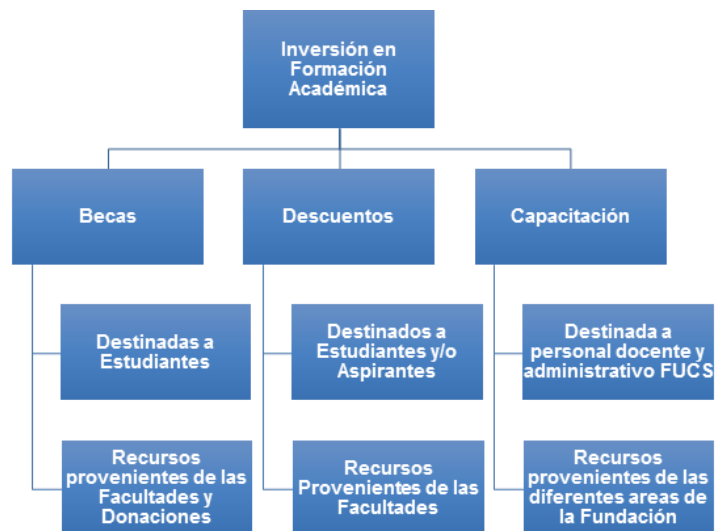 Inversión en
Formación
Académica
Becas
Descuentos
Capacitación
Destinadas a
Estudiantes
Destinados a
Estudiantes y/o
Aspirantes
Destinada a
personal docente y
administrativo FUCS
Recursos
provenientes de las
Facultades y
Donaciones
Recursos
Provenientes de las
Facultades
Recursos
provenientes de las
diferentes areas de
la Fundación